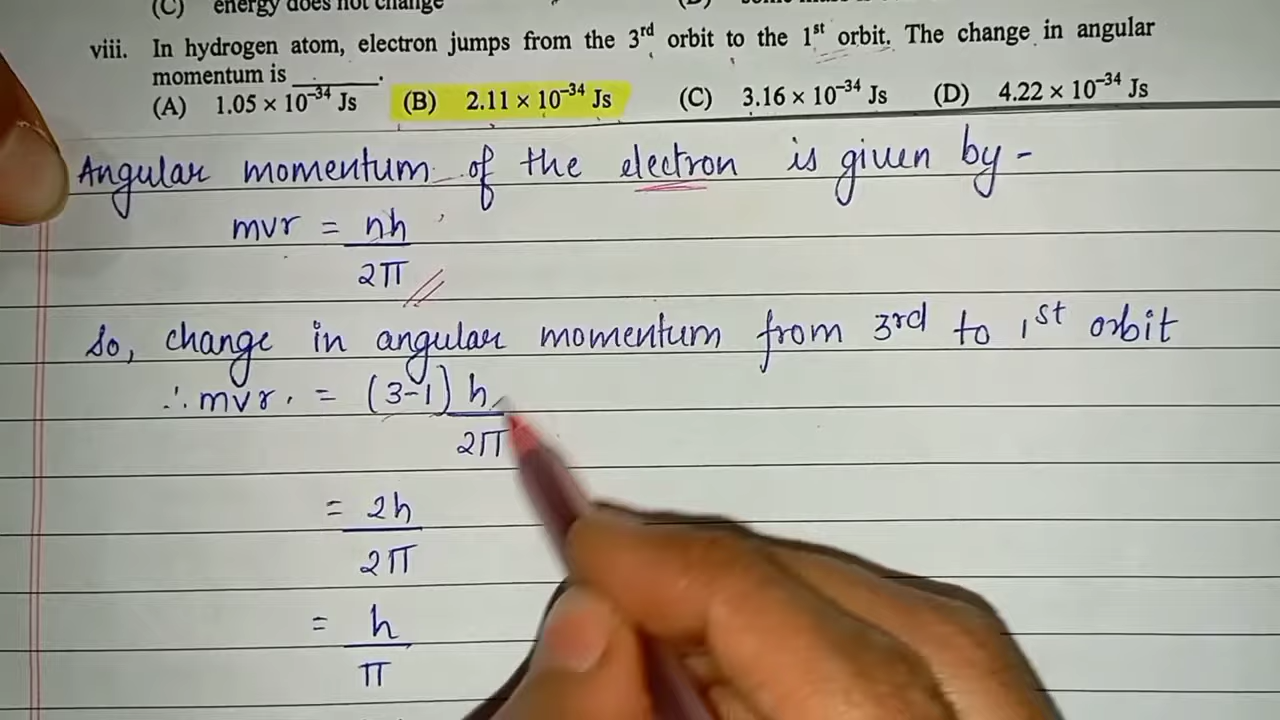 (C) energy does not change (D)
viii. In hydrogen atom, electron jumps from the 3rd orbit to the 1st orbit. The change in angular
momentum is ______.
(A) 1.05 × 10⁻³⁴ Js (B) 2.11 × 10⁻³⁴ Js (C) 3.16 × 10⁻³⁴ Js (D) 4.22 × 10⁻³⁴ Js
Angular momentum of the electron is given by -
mvr = nh
2π
So, change in angular momentum from 3rd to 1st orbit
∴ mvr = (3-1) h
2π
= 2h
2π
= h
π